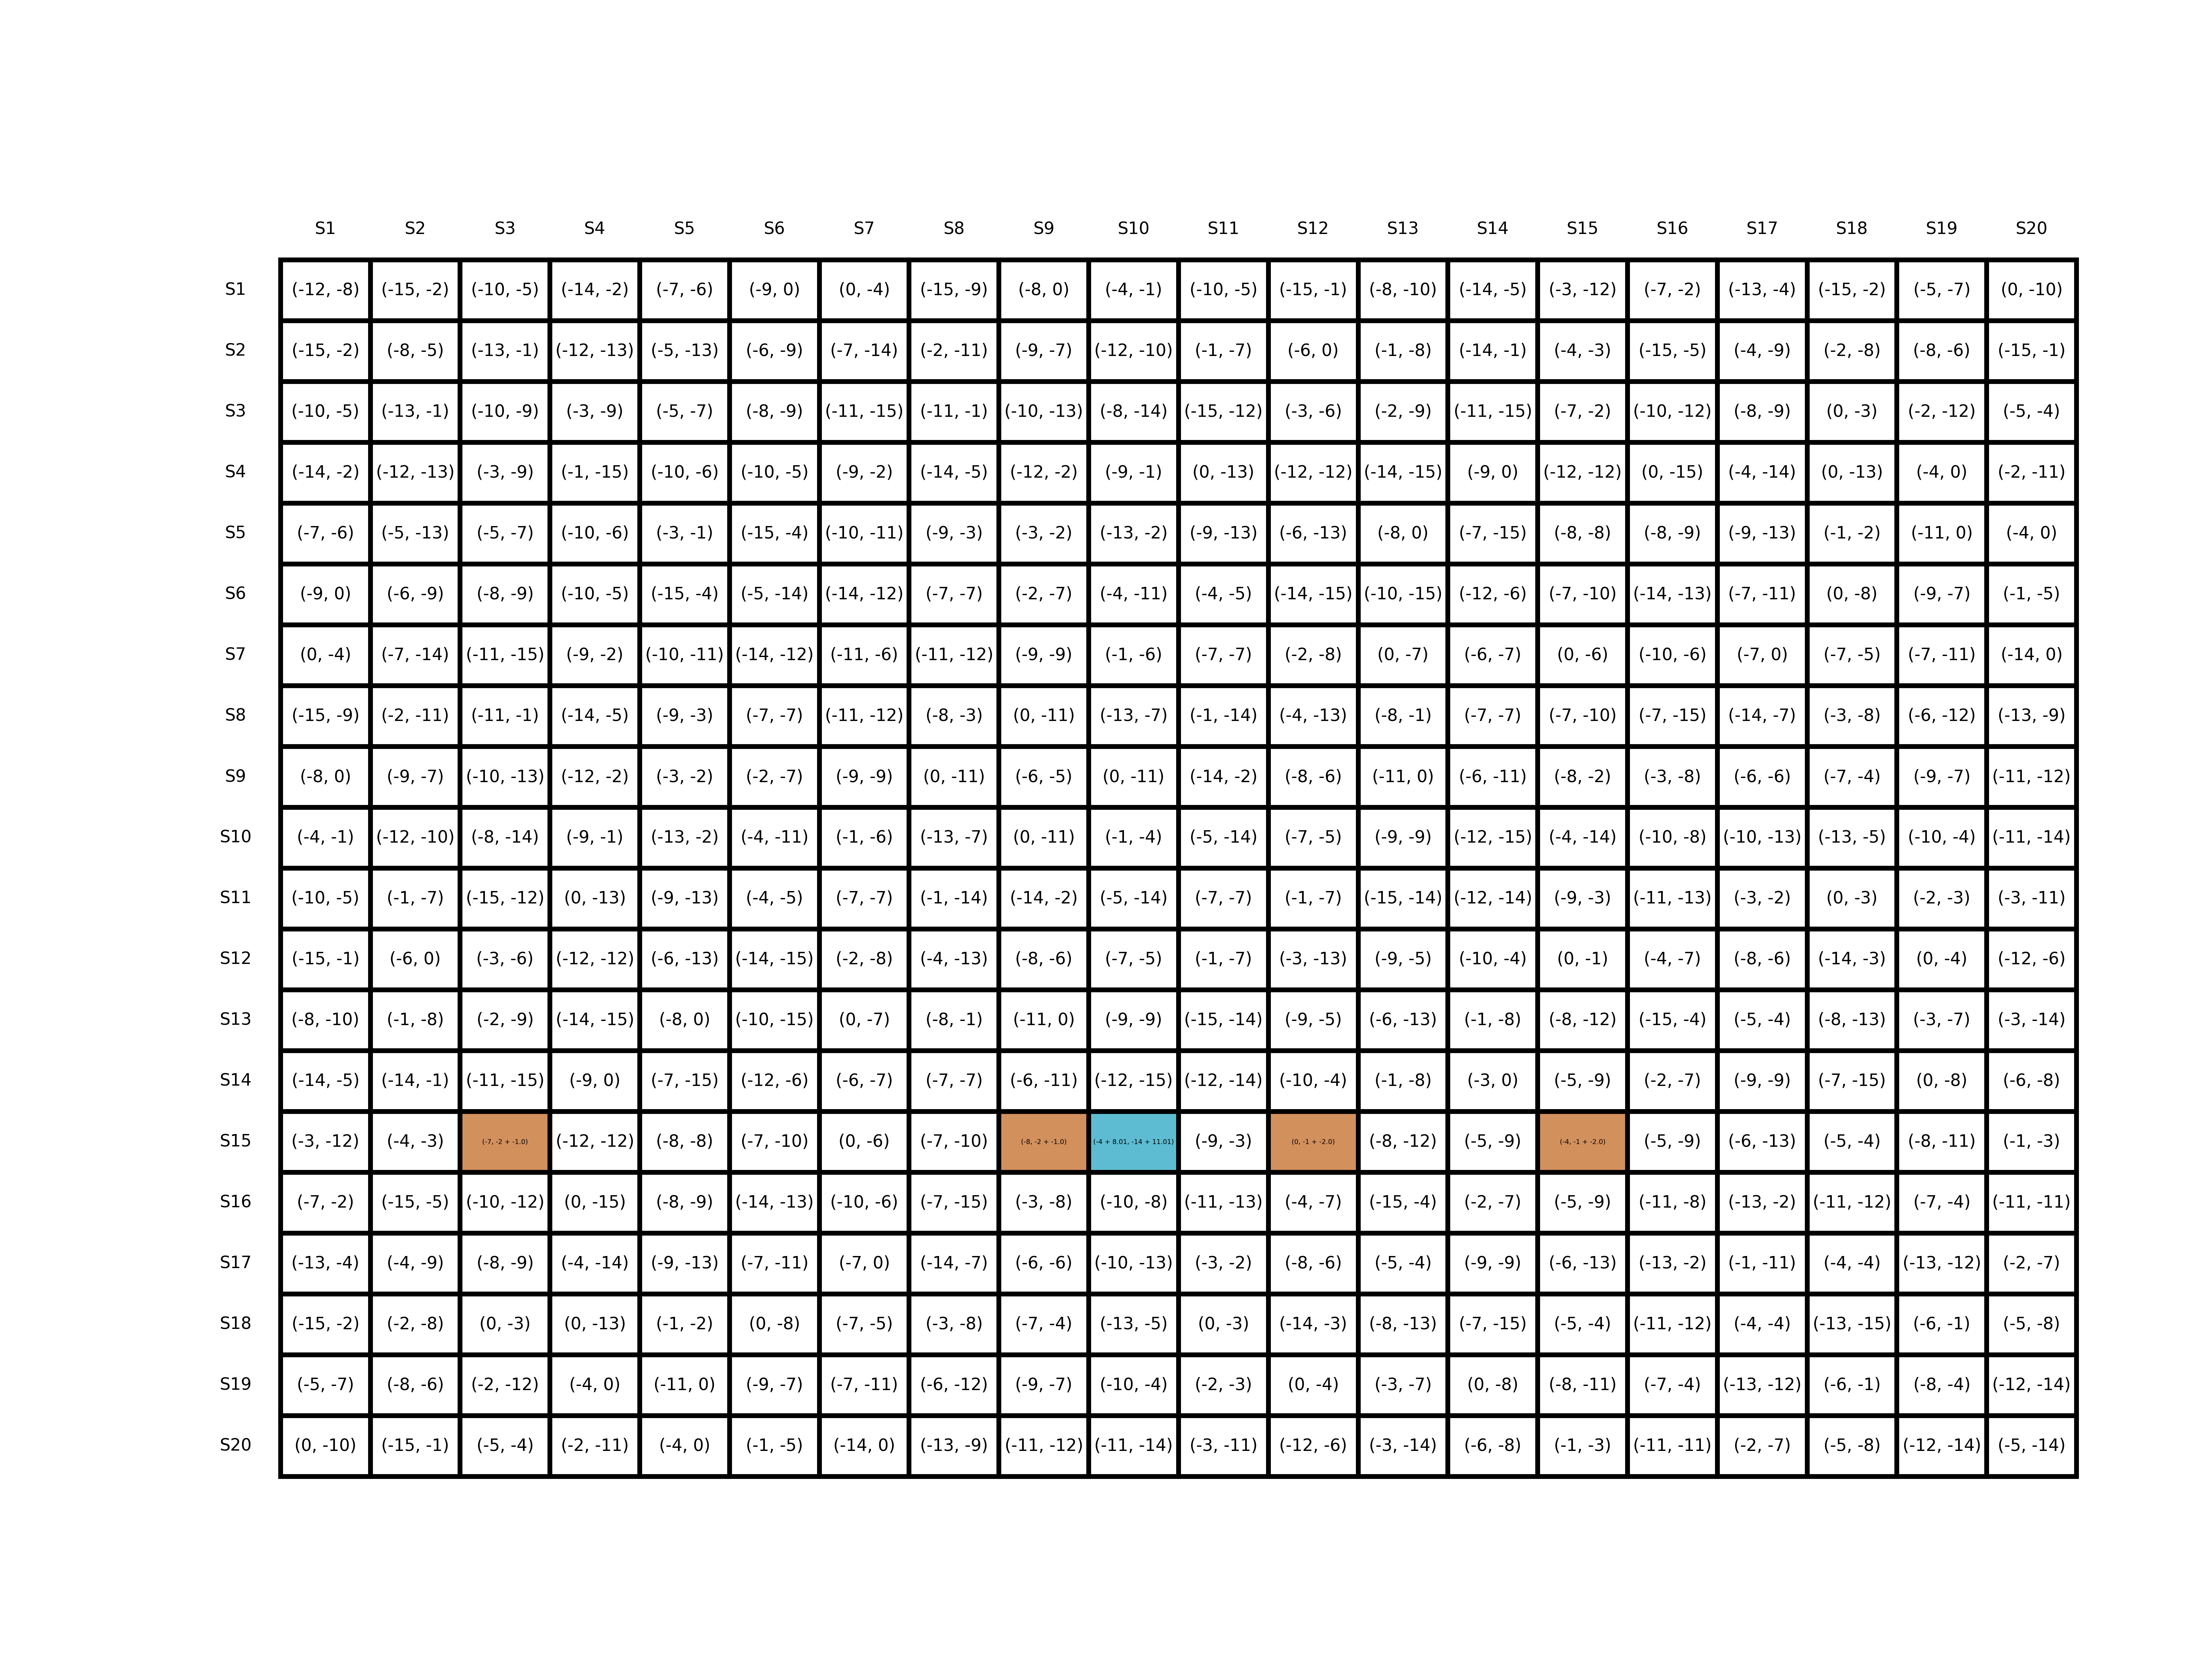 S1 S2 S3 S4 S5 S6 S7 S8 S9 S10 S11 S12 S13 S14 S15 S16 S17 S18 S19 S20
S1 (-12, -8) (-15, -2) (-10, -5) (-14, -2) (-7, -6) (-9, 0) (0, -4) (-15, -9) (-8, 0) (-4, -1) (-10, -5) (-15, -1) (-8, -10) (-14, -5) (-3, -12) (-7, -2) (-13, -4) (-15, -2) (-5, -7) (0, -10)
S2 (-15, -2) (-8, -5) (-13, -1) (-12, -13) (-5, -13) (-6, -9) (-7, -14) (-2, -11) (-9, -7) (-12, -10) (-1, -7) (-6, 0) (-1, -8) (-14, -1) (-4, -3) (-15, -5) (-4, -9) (-2, -8) (-8, -6) (-15, -1)
S3 (-10, -5) (-13, -1) (-10, -9) (-3, -9) (-5, -7) (-8, -9) (-11, -15) (-11, -1) (-10, -13) (-8, -14) (-15, -12) (-3, -6) (-2, -9) (-11, -15) (-7, -2) (-10, -12) (-8, -9) (0, -3) (-2, -12) (-5, -4)
S4 (-14, -2) (-12, -13) (-3, -9) (-1, -15) (-10, -6) (-10, -5) (-9, -2) (-14, -5) (-12, -2) (-9, -1) (0, -13) (-12, -12) (-14, -15) (-9, 0) (-12, -12) (0, -15) (-4, -14) (0, -13) (-4, 0) (-2, -11)
S5 (-7, -6) (-5, -13) (-5, -7) (-10, -6) (-3, -1) (-15, -4) (-10, -11) (-9, -3) (-3, -2) (-13, -2) (-9, -13) (-6, -13) (-8, 0) (-7, -15) (-8, -8) (-8, -9) (-9, -13) (-1, -2) (-11, 0) (-4, 0)
S6 (-9, 0) (-6, -9) (-8, -9) (-10, -5) (-15, -4) (-5, -14) (-14, -12) (-7, -7) (-2, -7) (-4, -11) (-4, -5) (-14, -15) (-10, -15) (-12, -6) (-7, -10) (-14, -13) (-7, -11) (0, -8) (-9, -7) (-1, -5)
S7 (0, -4) (-7, -14) (-11, -15) (-9, -2) (-10, -11) (-14, -12) (-11, -6) (-11, -12) (-9, -9) (-1, -6) (-7, -7) (-2, -8) (0, -7) (-6, -7) (0, -6) (-10, -6) (-7, 0) (-7, -5) (-7, -11) (-14, 0)
S8 (-15, -9) (-2, -11) (-11, -1) (-14, -5) (-9, -3) (-7, -7) (-11, -12) (-8, -3) (0, -11) (-13, -7) (-1, -14) (-4, -13) (-8, -1) (-7, -7) (-7, -10) (-7, -15) (-14, -7) (-3, -8) (-6, -12) (-13, -9)
S9 (-8, 0) (-9, -7) (-10, -13) (-12, -2) (-3, -2) (-2, -7) (-9, -9) (0, -11) (-6, -5) (0, -11) (-14, -2) (-8, -6) (-11, 0) (-6, -11) (-8, -2) (-3, -8) (-6, -6) (-7, -4) (-9, -7) (-11, -12)
S10 (-4, -1) (-12, -10) (-8, -14) (-9, -1) (-13, -2) (-4, -11) (-1, -6) (-13, -7) (0, -11) (-1, -4) (-5, -14) (-7, -5) (-9, -9) (-12, -15) (-4, -14) (-10, -8) (-10, -13) (-13, -5) (-10, -4) (-11, -14)
S11 (-10, -5) (-1, -7) (-15, -12) (0, -13) (-9, -13) (-4, -5) (-7, -7) (-1, -14) (-14, -2) (-5, -14) (-7, -7) (-1, -7) (-15, -14) (-12, -14) (-9, -3) (-11, -13) (-3, -2) (0, -3) (-2, -3) (-3, -11)
S12 (-15, -1) (-6, 0) (-3, -6) (-12, -12) (-6, -13) (-14, -15) (-2, -8) (-4, -13) (-8, -6) (-7, -5) (-1, -7) (-3, -13) (-9, -5) (-10, -4) (0, -1) (-4, -7) (-8, -6) (-14, -3) (0, -4) (-12, -6)
S13 (-8, -10) (-1, -8) (-2, -9) (-14, -15) (-8, 0) (-10, -15) (0, -7) (-8, -1) (-11, 0) (-9, -9) (-15, -14) (-9, -5) (-6, -13) (-1, -8) (-8, -12) (-15, -4) (-5, -4) (-8, -13) (-3, -7) (-3, -14)
S14 (-14, -5) (-14, -1) (-11, -15) (-9, 0) (-7, -15) (-12, -6) (-6, -7) (-7, -7) (-6, -11) (-12, -15) (-12, -14) (-10, -4) (-1, -8) (-3, 0) (-5, -9) (-2, -7) (-9, -9) (-7, -15) (0, -8) (-6, -8)
S15 (-3, -12) (-4, -3) (-7, -2 + -1.0) (-12, -12) (-8, -8) (-7, -10) (0, -6) (-7, -10) (-8, -2 + -1.0) (-4 + 8.01, -14 + 11.01) (-9, -3) (0, -1 + -2.0) (-8, -12) (-5, -9) (-4, -1 + -2.0) (-5, -9) (-6, -13) (-5, -4) (-8, -11) (-1, -3)
S16 (-7, -2) (-15, -5) (-10, -12) (0, -15) (-8, -9) (-14, -13) (-10, -6) (-7, -15) (-3, -8) (-10, -8) (-11, -13) (-4, -7) (-15, -4) (-2, -7) (-5, -9) (-11, -8) (-13, -2) (-11, -12) (-7, -4) (-11, -11)
S17 (-13, -4) (-4, -9) (-8, -9) (-4, -14) (-9, -13) (-7, -11) (-7, 0) (-14, -7) (-6, -6) (-10, -13) (-3, -2) (-8, -6) (-5, -4) (-9, -9) (-6, -13) (-13, -2) (-1, -11) (-4, -4) (-13, -12) (-2, -7)
S18 (-15, -2) (-2, -8) (0, -3) (0, -13) (-1, -2) (0, -8) (-7, -5) (-3, -8) (-7, -4) (-13, -5) (0, -3) (-14, -3) (-8, -13) (-7, -15) (-5, -4) (-11, -12) (-4, -4) (-13, -15) (-6, -1) (-5, -8)
S19 (-5, -7) (-8, -6) (-2, -12) (-4, 0) (-11, 0) (-9, -7) (-7, -11) (-6, -12) (-9, -7) (-10, -4) (-2, -3) (0, -4) (-3, -7) (0, -8) (-8, -11) (-7, -4) (-13, -12) (-6, -1) (-8, -4) (-12, -14)
S20 (0, -10) (-15, -1) (-5, -4) (-2, -11) (-4, 0) (-1, -5) (-14, 0) (-13, -9) (-11, -12) (-11, -14) (-3, -11) (-12, -6) (-3, -14) (-6, -8) (-1, -3) (-11, -11) (-2, -7) (-5, -8) (-12, -14) (-5, -14)